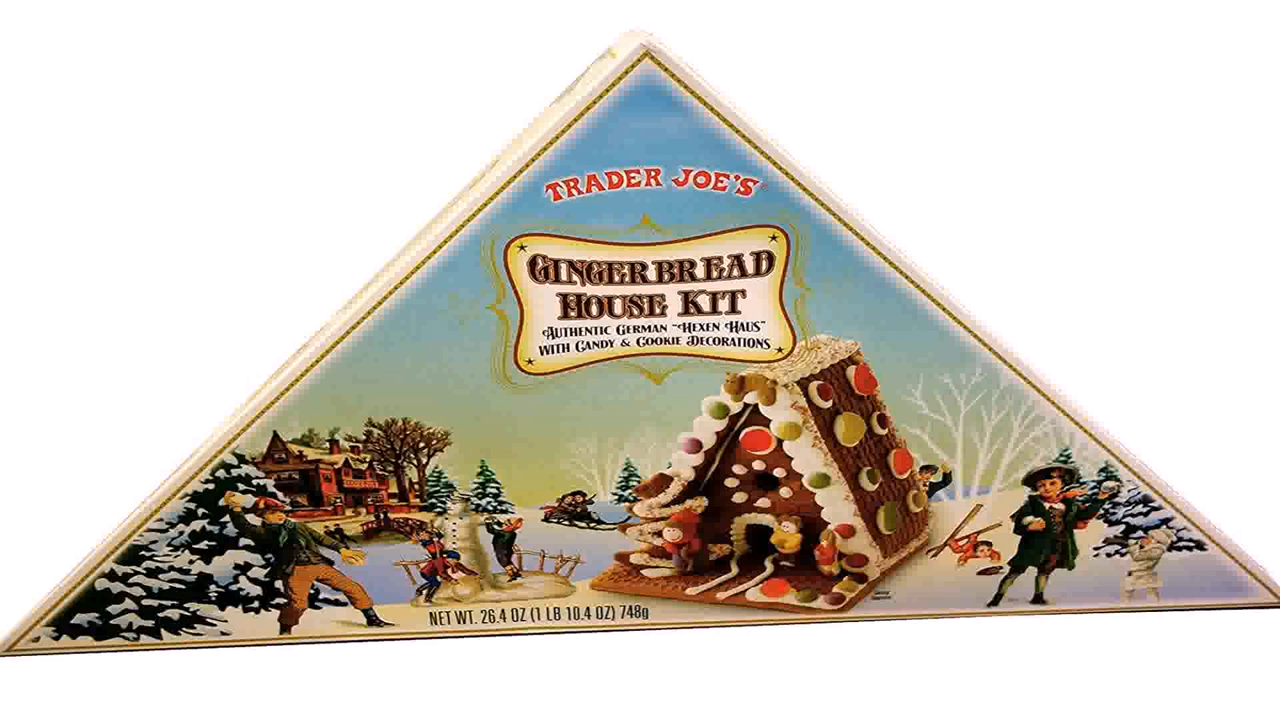 TRADER JOE'S
GINGERBREAD
HOUSE KIT
AUTHENTIC GERMAN "HEXEN HAUS"
WITH CANDY & COOKIE DECORATIONS
NET WT. 26.4 OZ (1 LB 10.4 OZ) 748g